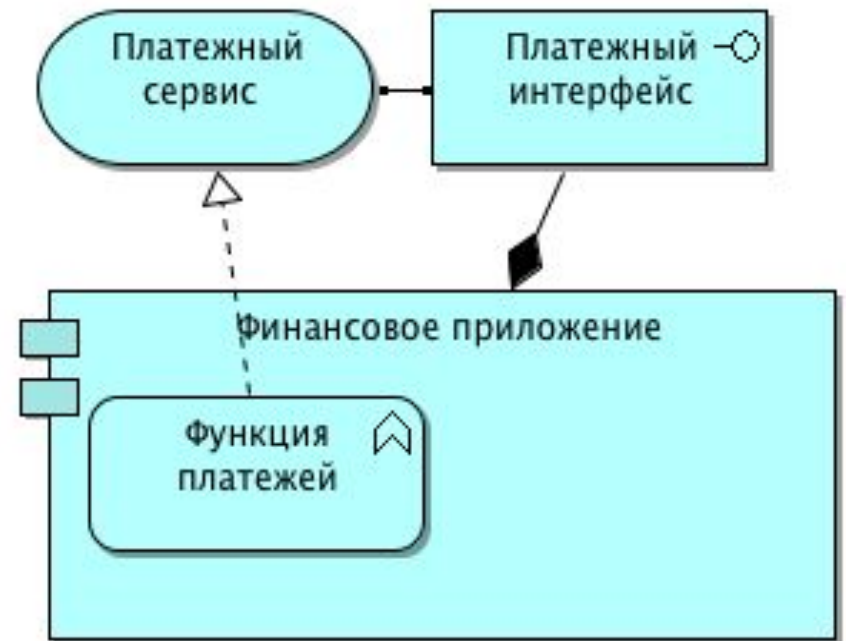 Платежный
сервис
Платежный
интерфейс
Финансовое приложение
Функция
платежей